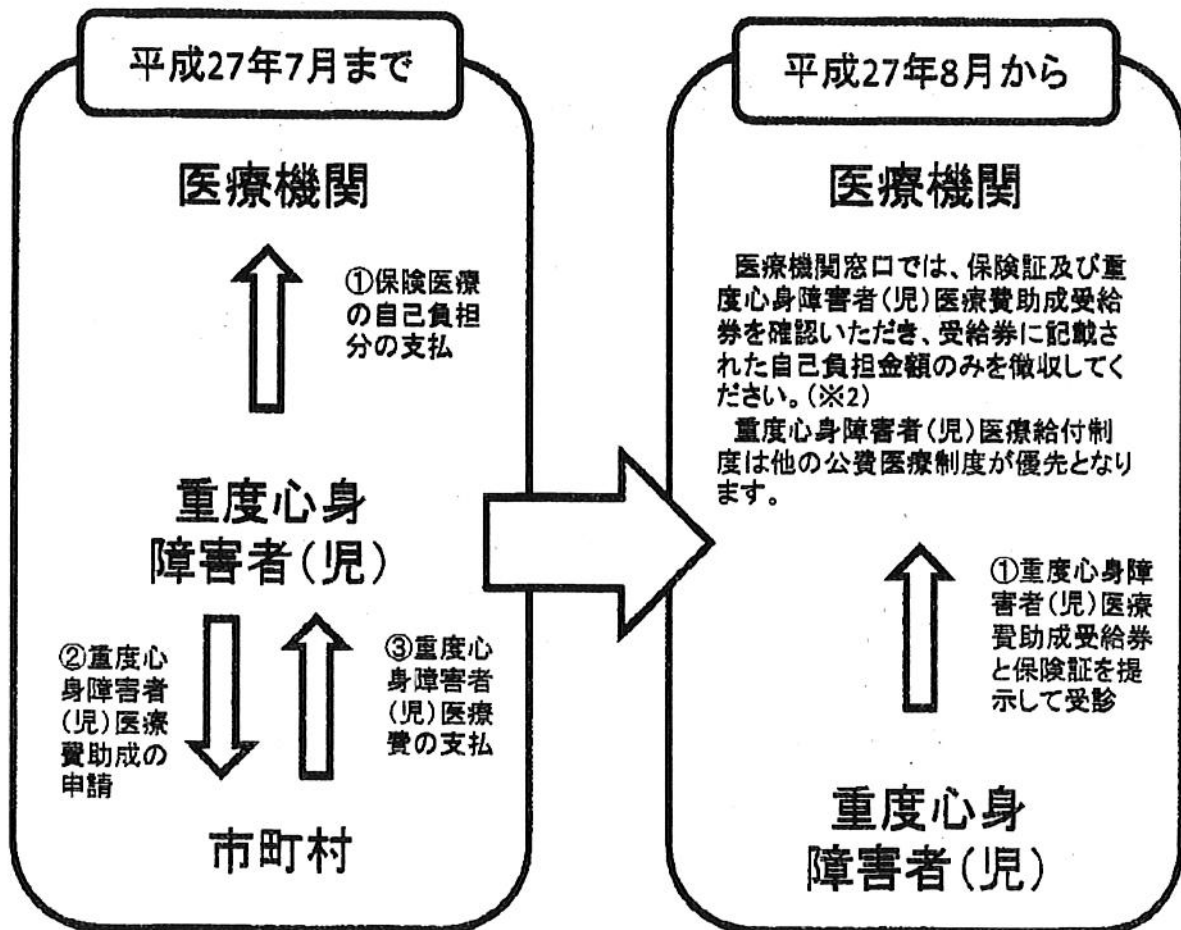 平成27年7月まで
医療機関
①保険医療
の自己負担
分の支払
重度心身
障害者(児)
②重度心
身障害者
(児)医療
費助成の
申請
③重度心
身障害者
(児)医療
費の支払
市町村
平成27年8月から
医療機関
医療機関窓口では、保険証及び重
度心身障害者(児)医療費助成受給
券を確認いただき、受給券に記載さ
れた自己負担金額のみを徴収してく
ださい。(※2)
重度心身障害者(児)医療給付制
度は他の公費医療制度が優先となり
ます。
①重度心身障
害者(児)医療
費助成受給券
と保険証を提
示して受診
重度心身
障害者(児)